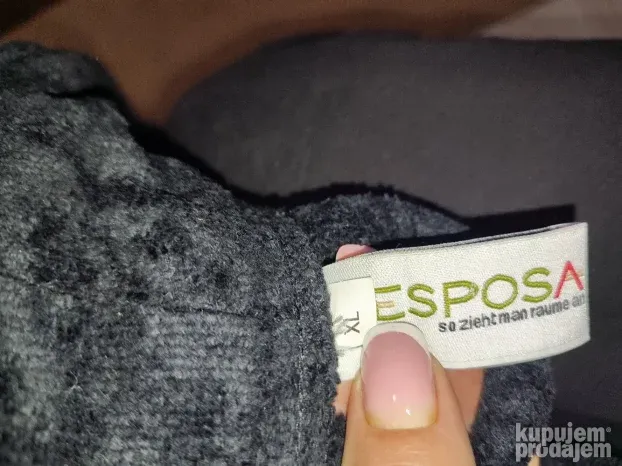 ESPOSA
so zieht man räume an
XL
kupujem
prodajem